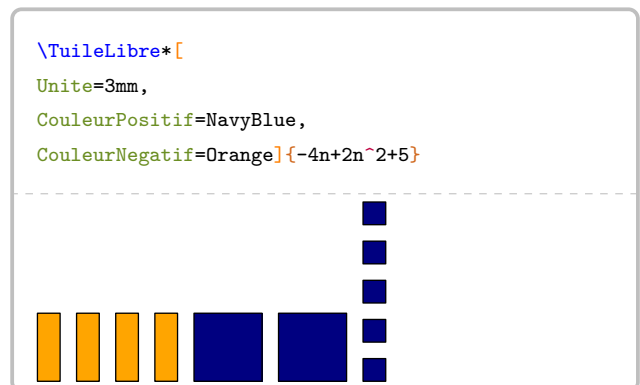 \TuileLibre*[
Unite=3mm,
CouleurPositif=NavyBlue,
CouleurNegatif=Orange]{-4n+2n^2+5}